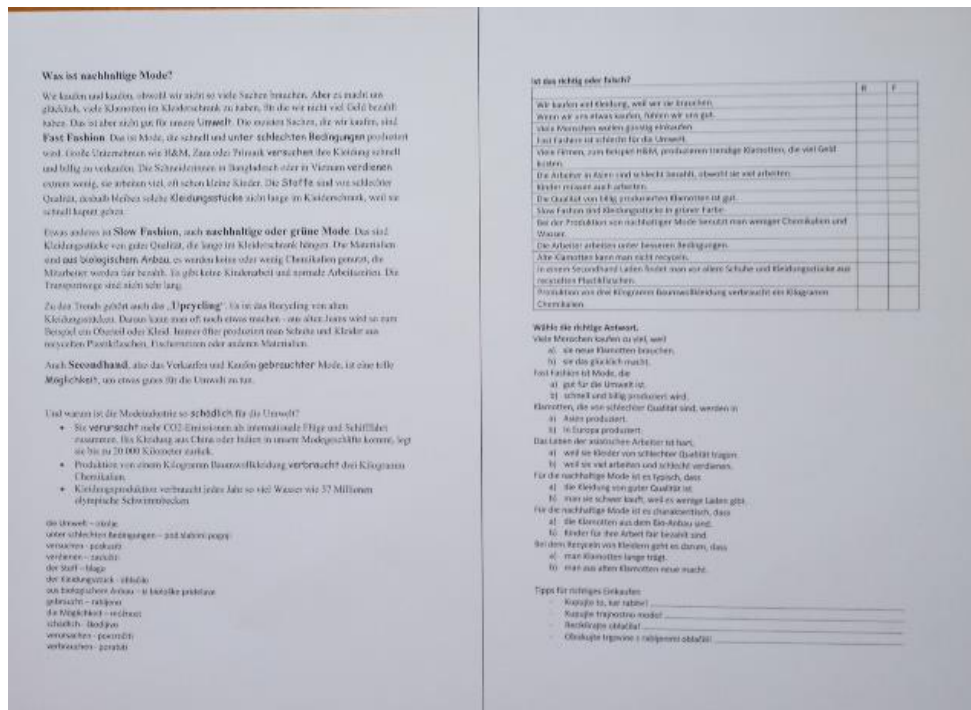 Was ist nachhaltige Mode?
Wir kaufen und kaufen, obwohl wir nicht so viele Sachen brauchen. Aber es macht uns
glücklich, viele Klamotten im Kleiderschrank zu haben, für die wir nicht viel Geld bezahlt
haben. Das ist aber nicht gut für unsere Umwelt. Die meisten Sachen, die wir kaufen, sind
Fast Fashion. Das ist Mode, die schnell und unter schlechten Bedingungen produziert
wird. Große Unternehmen wie H&M, Zara oder Primark versuchen ihre Kleidung schnell
und billig zu verkaufen. Die Schneiderinnen in Bangladesch oder in Vietnam verdienen
extrem wenig, sie arbeiten viel, oft schon kleine Kinder. Die Stoffe sind von schlechter
Qualität, deshalb bleiben solche Kleidungsstücke nicht lange im Kleiderschrank, weil sie
schnell kaputt gehen.
Etwas anderes ist Slow Fashion, auch nachhaltige oder grüne Mode. Das sind
Kleidungsstücke von guter Qualität, die lange im Kleiderschrank hängen. Die Materialien
sind aus biologischem Anbau, es werden keine oder wenig Chemikalien genutzt, die
Mitarbeiter werden fair bezahlt. Es gibt keine Kinderarbeit und normale Arbeitszeiten. Die
Transportwege sind nicht sehr lang.
Zu den Trends gehört auch das „Upcycling“. Es ist das Recycling von alten
Kleidungsstücken. Daraus kann man oft noch etwas machen - aus alter Jeans wird so zum
Beispiel ein Oberteil oder Kleid. Immer öfter produziert man Schuhe und Kleider aus
recycelten Plastikflaschen, Fischernetzen oder anderen Materialien.
Auch Secondhand, also das Verkaufen und Kaufen gebrauchter Mode, ist eine tolle
Möglichkeit, um etwas gutes für die Umwelt zu tun.
Und warum ist die Modeindustrie so schädlich für die Umwelt?
• Sie verursacht mehr CO2-Emissionen als internationale Flüge und Schifffahrt
zusammen. Bis Kleidung aus China oder Indien in unsere Modegeschäfte kommt, legt
sie bis zu 20 000 Kilometer zurück.
• Produktion von einem Kilogramm Baumwollkleidung verbraucht drei Kilogramm
Chemikalien.
• Kleidungsproduktion verbraucht jedes Jahr so viel Wasser wie 37 Millionen
olympische Schwimmbecken.
die Umwelt – okolje
unter schlechten Bedingungen – pod slabimi pogoji
versuchen - poskusiti
verdienen – zaslužiti
der Stoff – blago
der Kleidungsstück - oblačilo
aus biologischem Anbau – iz biološke pridelave
gebraucht – rabljeno
die Möglichkeit – možnost
schädlich - škodljivo
verursachen - povzročiti
verbrauchen - porabiti
Ist das richtig oder falsch?
R F
Wir kaufen viel Kleidung, weil wir sie brauchen.
Wenn wir uns etwas kaufen, fühlen wir uns gut.
Viele Menschen wollen günstig einkaufen.
Fast Fashion ist schlecht für die Umwelt.
Viele Firmen, zum Beispiel H&M, produzieren trendige Klamotten, die viel Geld
kosten.
Die Arbeiter in Asien sind schlecht bezahlt, obwohl sie viel arbeiten.
Kinder müssen auch arbeiten.
Die Qualität von billig produzierten Klamotten ist gut.
Slow Fashion sind Kleidungsstücke in grüner Farbe.
Bei der Produktion von nachhaltiger Mode benutzt man weniger Chemikalien und
Wasser.
Die Arbeiter arbeiten unter besseren Bedingungen.
Alte Klamotten kann man nicht recyceln.
In einem Secondhand Laden findet man vor allem Schuhe und Kleidungsstücke aus
recycelten Plastikflaschen.
Produktion von drei Kilogramm Baumwollkleidung verbraucht ein Kilogramm
Chemikalien.
Wähle die richtige Antwort.
Viele Menschen kaufen zu viel, weil
a) sie neue Klamotten brauchen.
b) sie das glücklich macht.
Fast Fashion ist Mode, die
a) gut für die Umwelt ist.
b) schnell und billig produziert wird.
Klamotten, die von schlechter Qualität sind, werden in
a) Asien produziert.
b) in Europa produziert.
Das Leben der asiatischen Arbeiter ist hart,
a) weil sie Kleider von schlechter Qualität tragen.
b) weil sie viel arbeiten und schlecht verdienen.
Für die nachhaltige Mode ist es typisch, dass
a) die Kleidung von guter Qualität ist.
b) man sie schwer kauft, weil es wenige Laden gibt.
Für die nachhaltige Mode ist es charakteritisch, dass
a) die Klamotten aus dem Bio-Anbau sind.
b) Kinder für ihre Arbeit fair bezahlt sind.
Bei dem Recyceln von Kleidern geht es darum, dass
a) man Klamotten lange trägt.
b) man aus alten Klamotten neue macht.
Tipps für richtiges Einkaufen
- Kupujte to, kar rabite!
- Kupujte trajnostno modo!
- Reciklirajte oblačila!
- Obiskujte trgovine z rabljenimi oblačili!